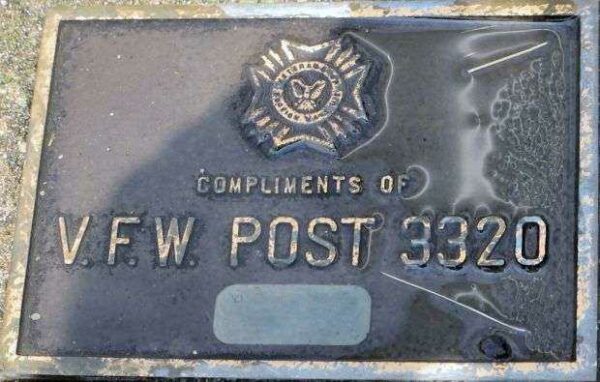 COMPLIMENTS OF
V.F.W. POST 3320